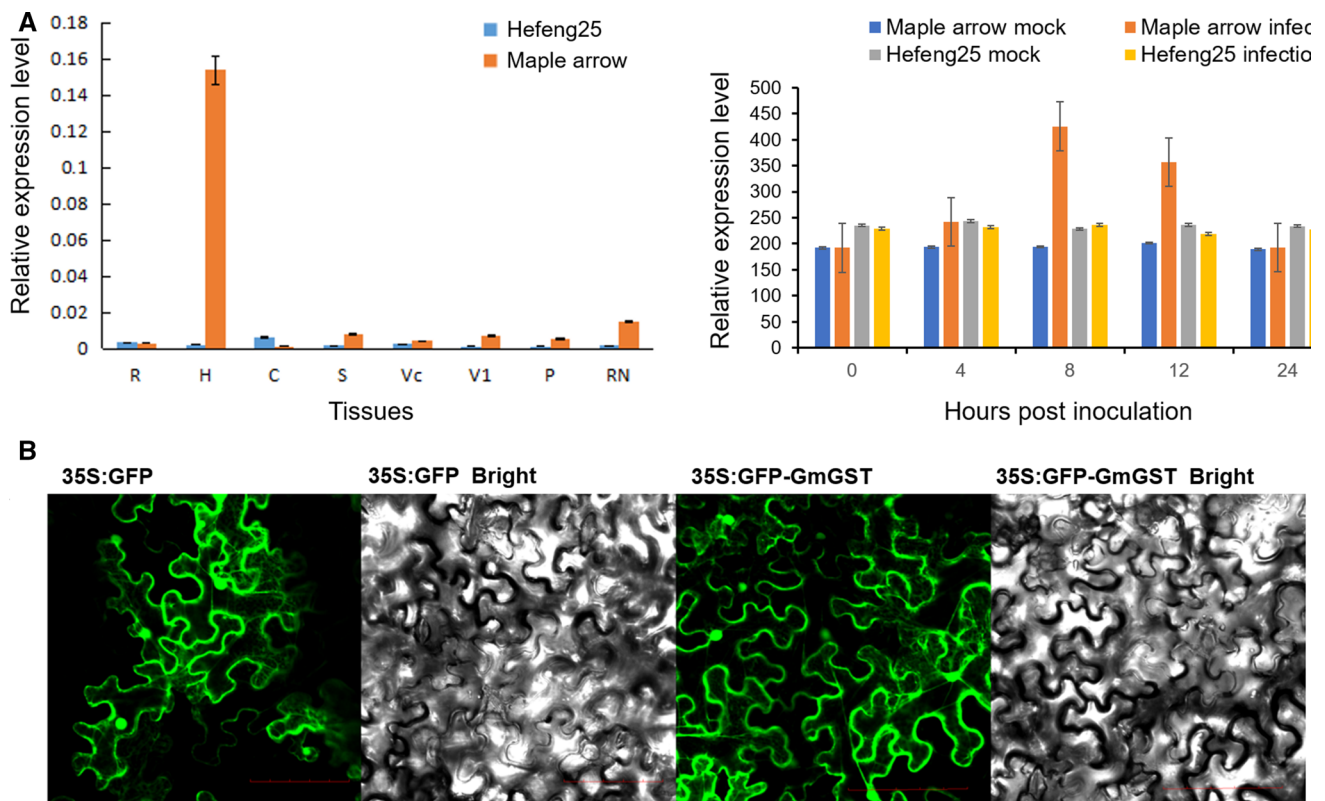 A
Relative expression level
0.18
0.16
0.14
0.12
0.1
0.08
0.06
0.04
0.02
0
Hefeng25
Maple arrow
R H C S Vc V1 P RN
Tissues
Maple arrow mock
Maple arrow infec
Hefeng25 mock
Hefeng25 infectio
Relative expression level
500
450
400
350
300
250
200
150
100
50
0
0 4 8 12 24
Hours post inoculation
B
35S:GFP
35S:GFP Bright
35S:GFP-GmGST
35S:GFP-GmGST Bright